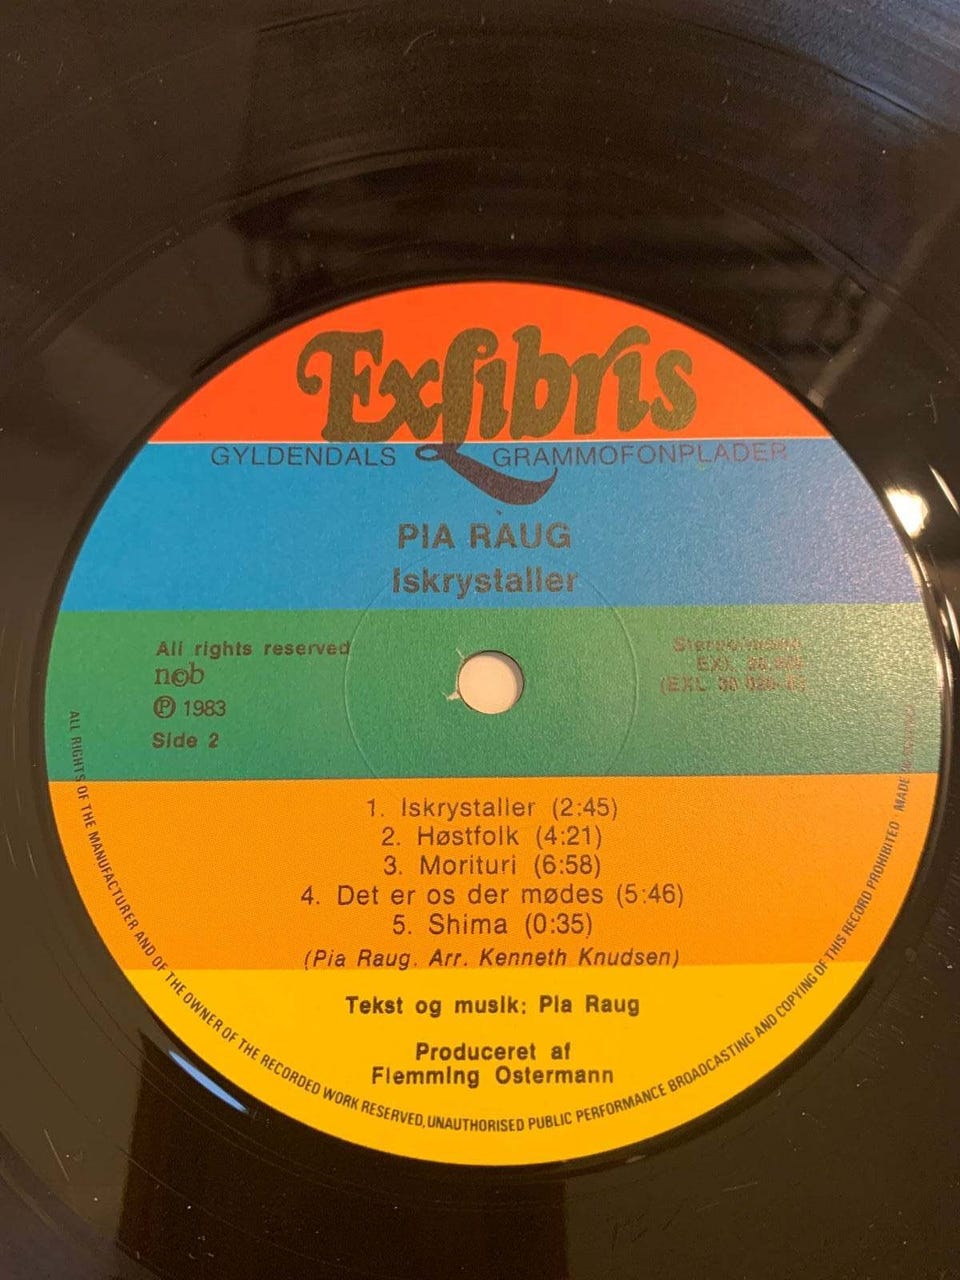 Exlibris
GYLDENDALS GRAMMOFONPLADER
PIA RAUG
Iskrystaller
All rights reserved
n©b
℗ 1983
Side 2
EXL
(EXL
1. Iskrystaller (2:45)
2. Høstfolk (4:21)
3. Morituri (6:58)
4. Det er os der mødes (5:46)
5. Shima (0:35)
(Pia Raug. Arr. Kenneth Knudsen)
Tekst og musik: Pia Raug
Produceret af
Flemming Ostermann
ALL RIGHTS OF THE MANUFACTURER AND OF THE OWNER OF THE RECORDED WORK RESERVED, UNAUTHORISED PUBLIC PERFORMANCE BROADCASTING AND COPYING OF THIS RECORD PROHIBITED · MADE